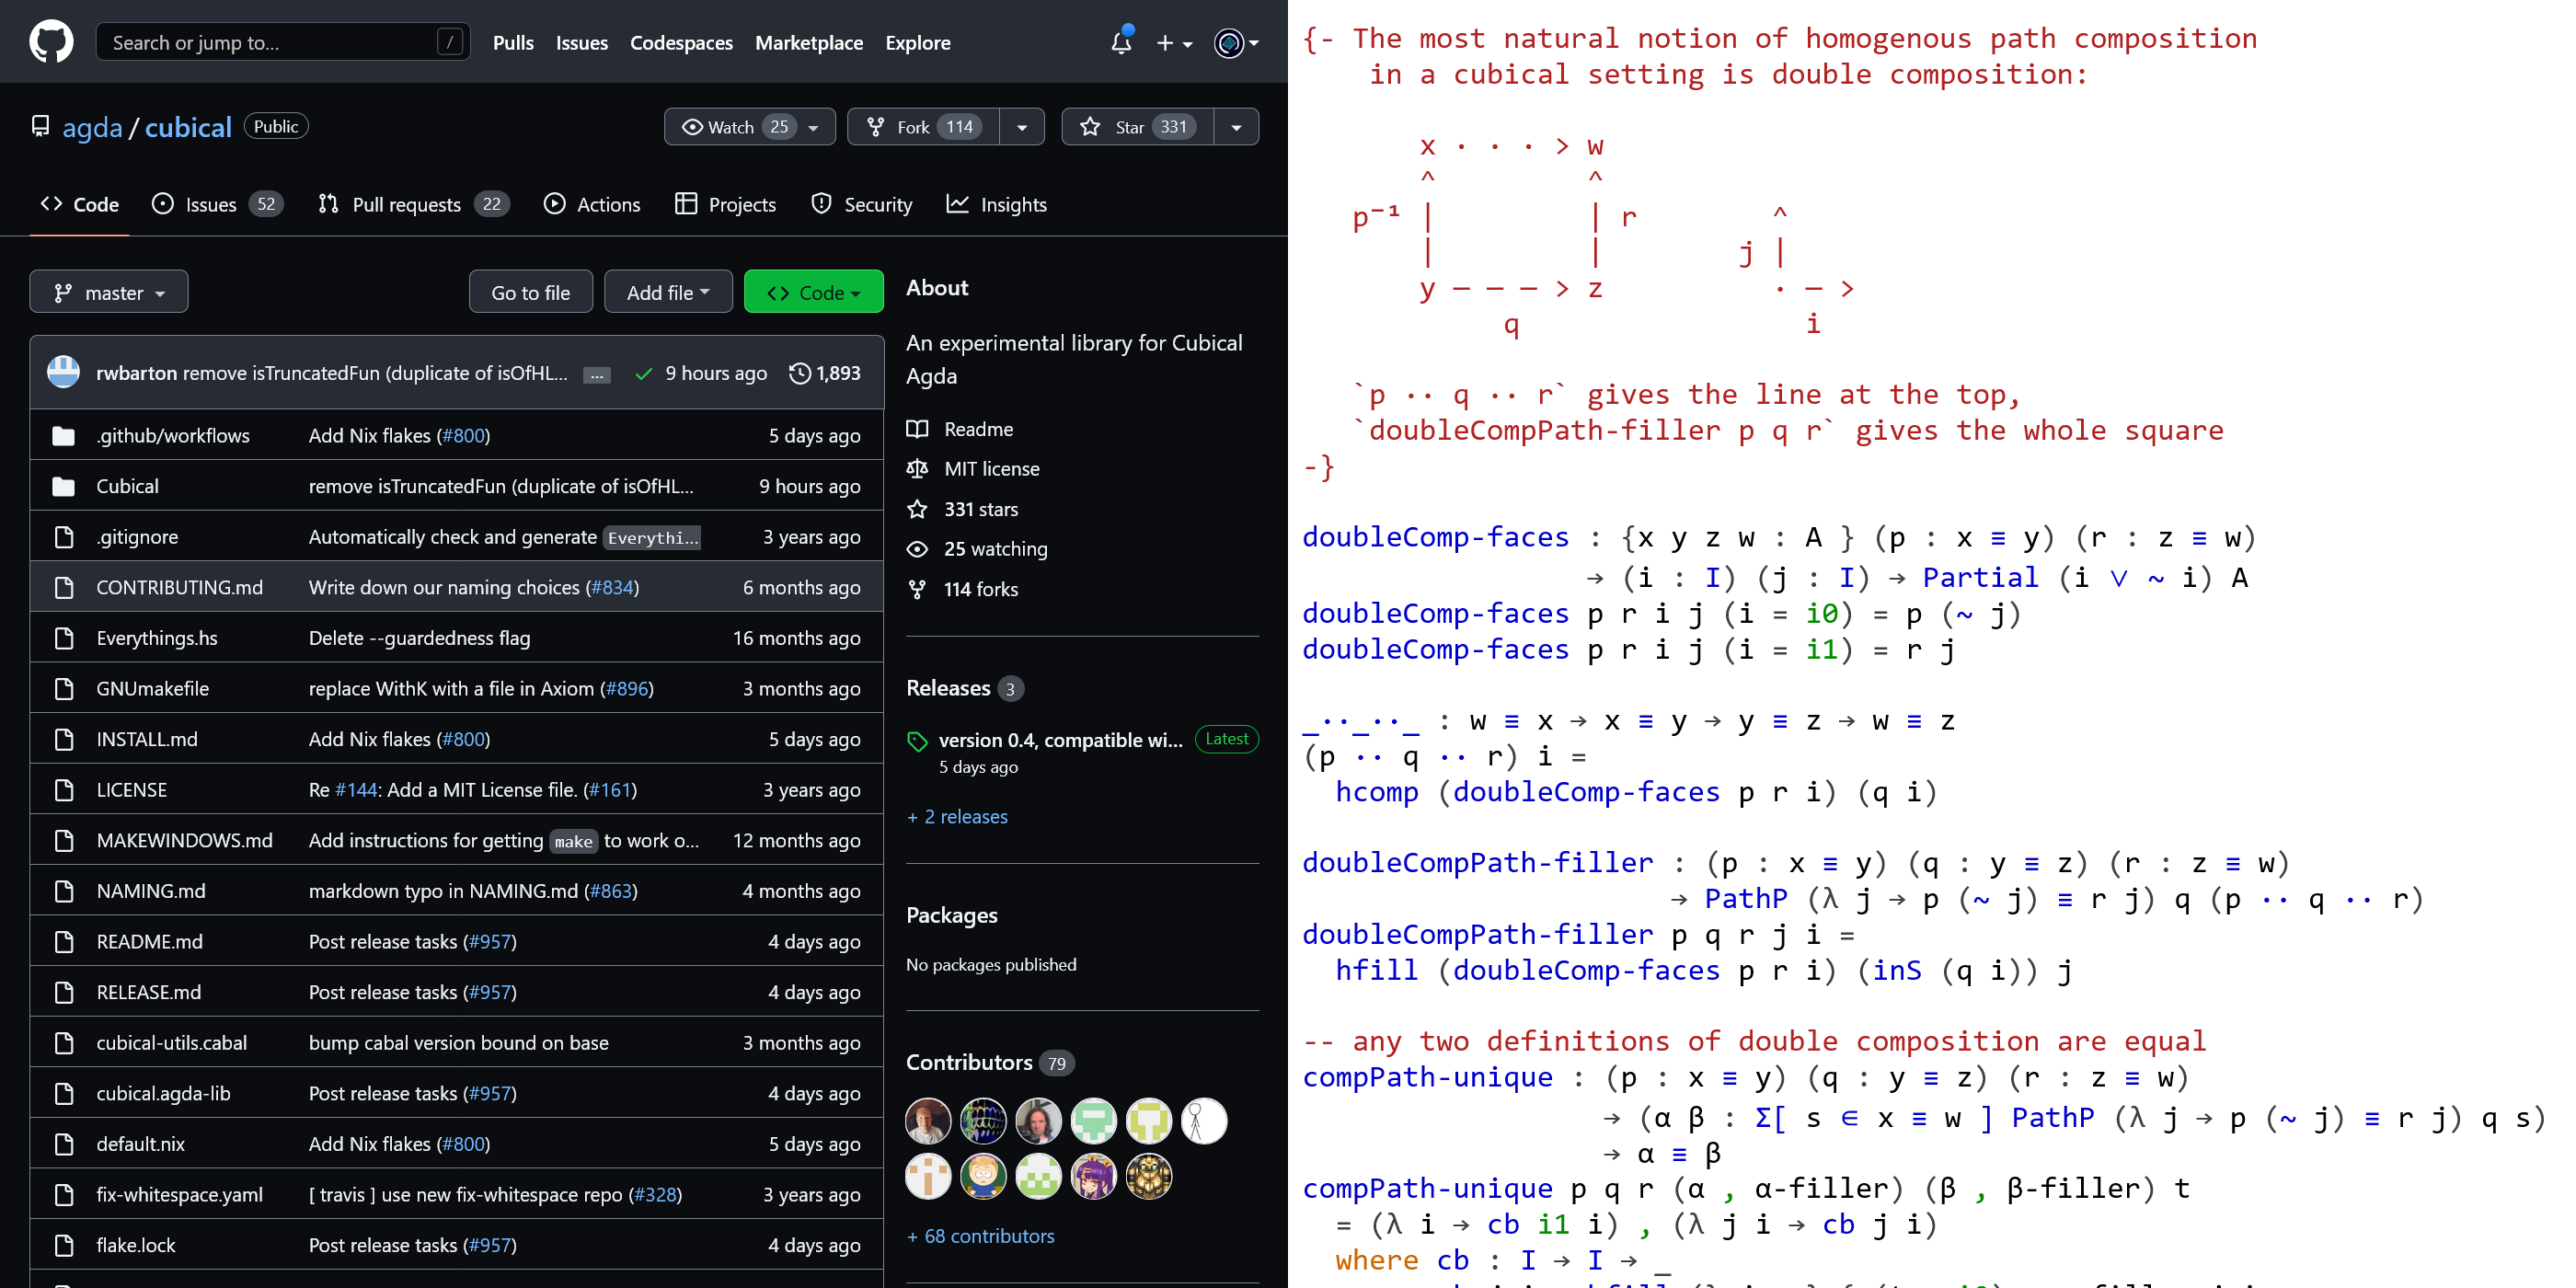 Search or jump to...
/
Pulls Issues Codespaces Marketplace Explore
agda / cubical Public
Watch 25
Fork 114
Star 331
Code
Issues 52
Pull requests 22
Actions
Projects
Security
Insights
master
Go to file
Add file
Code
rwbarton remove isTruncatedFun (duplicate of isOfHL... ... 9 hours ago 1,893
.github/workflows Add Nix flakes (#800) 5 days ago
Cubical remove isTruncatedFun (duplicate of isOfHL... 9 hours ago
.gitignore Automatically check and generate Everythi... 3 years ago
CONTRIBUTING.md Write down our naming choices (#834) 6 months ago
Everythings.hs Delete --guardedness flag 16 months ago
GNUmakefile replace WithK with a file in Axiom (#896) 3 months ago
INSTALL.md Add Nix flakes (#800) 5 days ago
LICENSE Re #144: Add a MIT License file. (#161) 3 years ago
MAKEWINDOWS.md Add instructions for getting make to work o... 12 months ago
NAMING.md markdown typo in NAMING.md (#863) 4 months ago
README.md Post release tasks (#957) 4 days ago
RELEASE.md Post release tasks (#957) 4 days ago
cubical-utils.cabal bump cabal version bound on base 3 months ago
cubical.agda-lib Post release tasks (#957) 4 days ago
default.nix Add Nix flakes (#800) 5 days ago
fix-whitespace.yaml [ travis ] use new fix-whitespace repo (#328) 3 years ago
flake.lock Post release tasks (#957) 4 days ago
About
An experimental library for Cubical
Agda
Readme
MIT license
331 stars
25 watching
114 forks
Releases 3
version 0.4, compatible wi... Latest
5 days ago
+ 2 releases
Packages
No packages published
Contributors 79
+ 68 contributors
{- The most natural notion of homogenous path composition
in a cubical setting is double composition:
x · · · > w
^ ^
p⁻¹ | | r ^
| | j |
y — — — > z · — >
q i
`p ∙∙ q ∙∙ r` gives the line at the top,
`doubleCompPath-filler p q r` gives the whole square
-}
doubleComp-faces : {x y z w : A } (p : x ≡ y) (r : z ≡ w)
→ (i : I) (j : I) → Partial (i ∨ ~ i) A
doubleComp-faces p r i j (i = i0) = p (~ j)
doubleComp-faces p r i j (i = i1) = r j
_∙∙_∙∙_ : w ≡ x → x ≡ y → y ≡ z → w ≡ z
(p ∙∙ q ∙∙ r) i =
hcomp (doubleComp-faces p r i) (q i)
doubleCompPath-filler : (p : x ≡ y) (q : y ≡ z) (r : z ≡ w)
→ PathP (λ j → p (~ j) ≡ r j) q (p ∙∙ q ∙∙ r)
doubleCompPath-filler p q r j i =
hfill (doubleComp-faces p r i) (inS (q i)) j
-- any two definitions of double composition are equal
compPath-unique : (p : x ≡ y) (q : y ≡ z) (r : z ≡ w)
→ (α β : Σ[ s ∈ x ≡ w ] PathP (λ j → p (~ j) ≡ r j) q s)
→ α ≡ β
compPath-unique p q r (α , α-filler) (β , β-filler) t
= (λ i → cb i1 i) , (λ j i → cb j i)
where cb : I → I → _